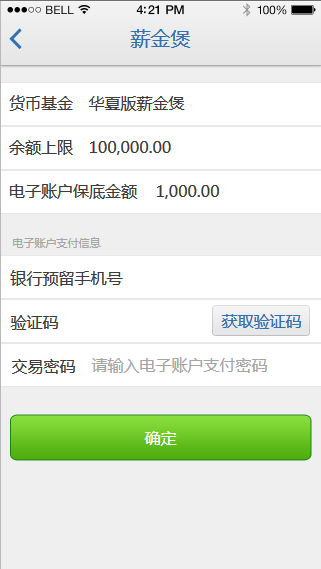 BELL 4:21 PM 100%
薪金煲
货币基金 华夏版薪金煲
余额上限 100,000.00
电子账户保底金额 1,000.00
电子账户支付信息
银行预留手机号
验证码 获取验证码
交易密码 请输入电子账户支付密码
确定